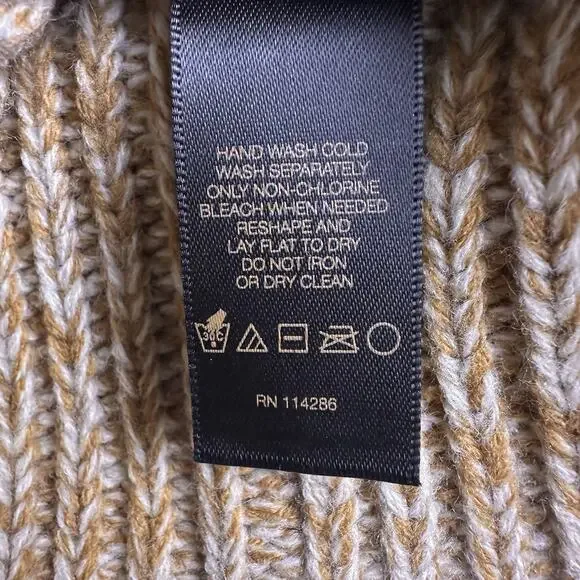 HAND WASH COLD
WASH SEPARATELY
ONLY NON-CHLORINE
BLEACH WHEN NEEDED
RESHAPE AND
LAY FLAT TO DRY
DO NOT IRON
OR DRY CLEAN
30C
RN 114286